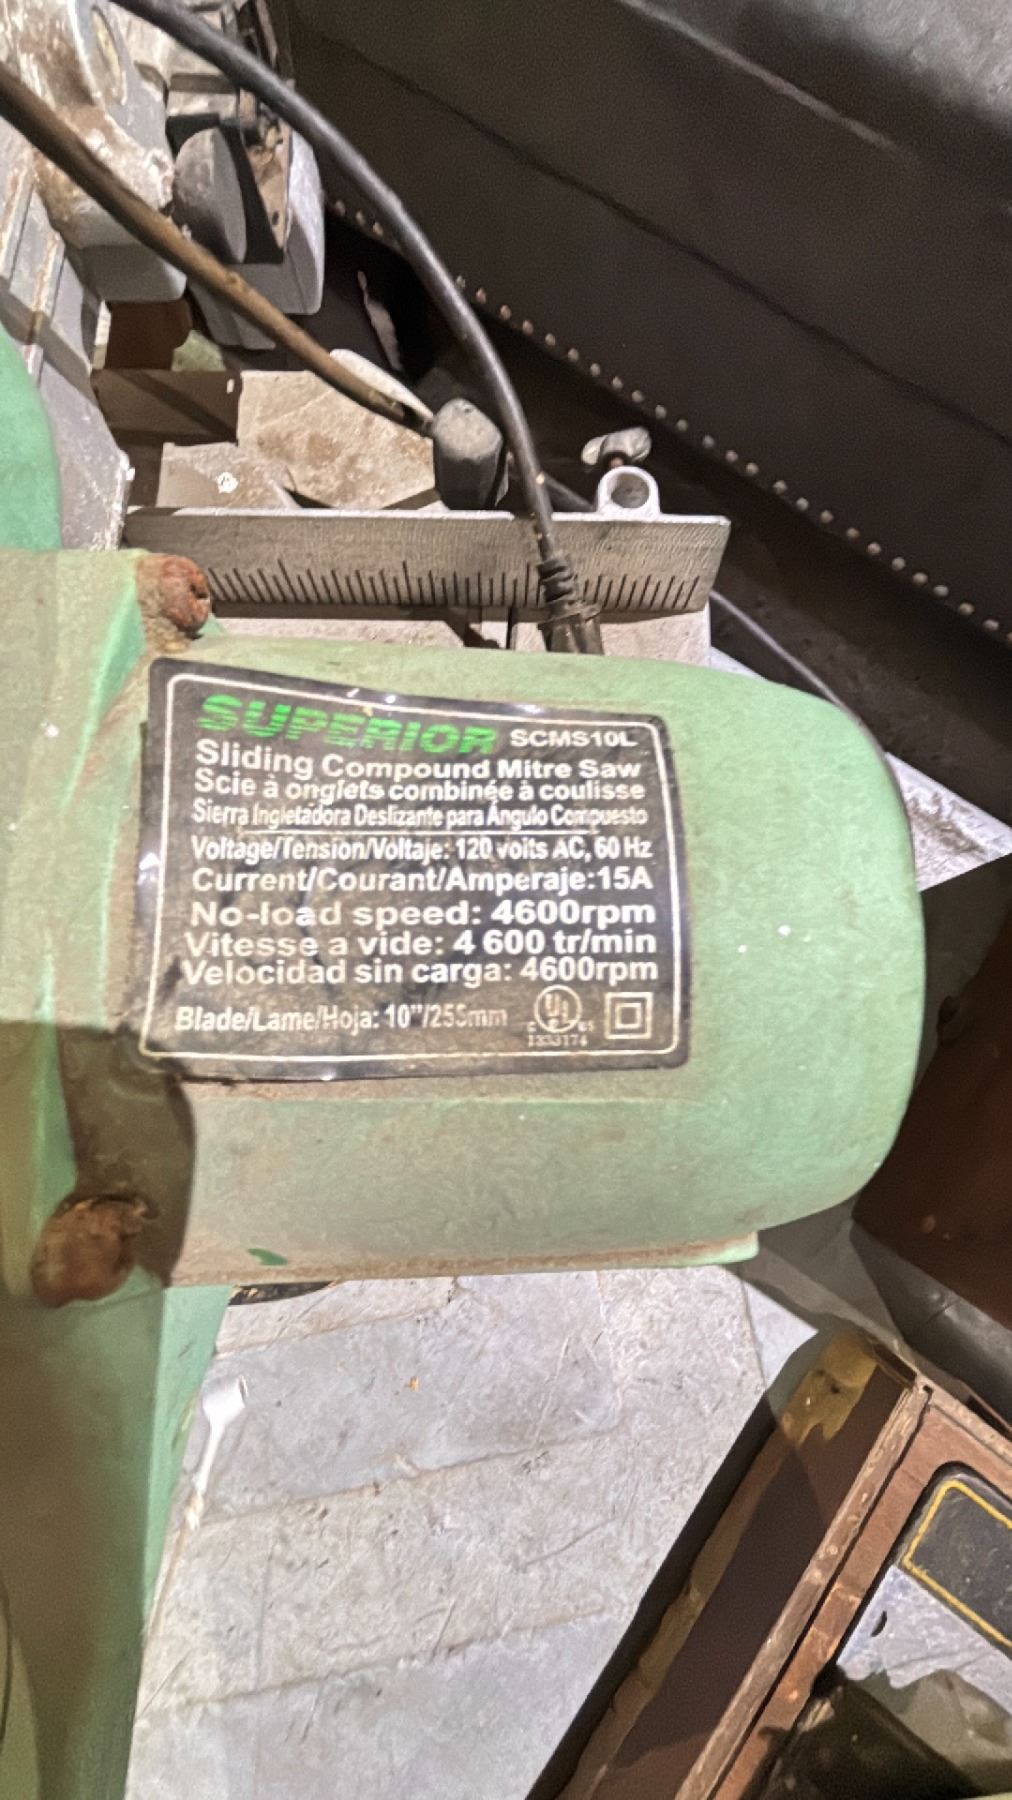 SUPERIOR SCMS10L
Sliding Compound Mitre Saw
Scie à onglets combinée à coulisse
Sierra Ingletadora Deslizante para Ángulo Compuesto
Voltage/Tension/Voltaje: 120 volts AC, 60 Hz
Current/Courant/Amperaje:15A
No-load speed: 4600rpm
Vitesse a vide: 4 600 tr/min
Velocidad sin carga: 4600rpm
Blade/Lame/Hoja: 10"/255mm
C UL US